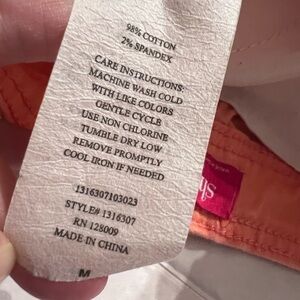 98% COTTON
2% SPANDEX
CARE INSTRUCTIONS:
MACHINE WASH COLD
WITH LIKE COLORS
GENTLE CYCLE
USE NON CHLORINE
TUMBLE DRY LOW
REMOVE PROMPTLY
COOL IRON IF NEEDED
1316307103023
STYLE# 1316307
RN 128009
MADE IN CHINA
M